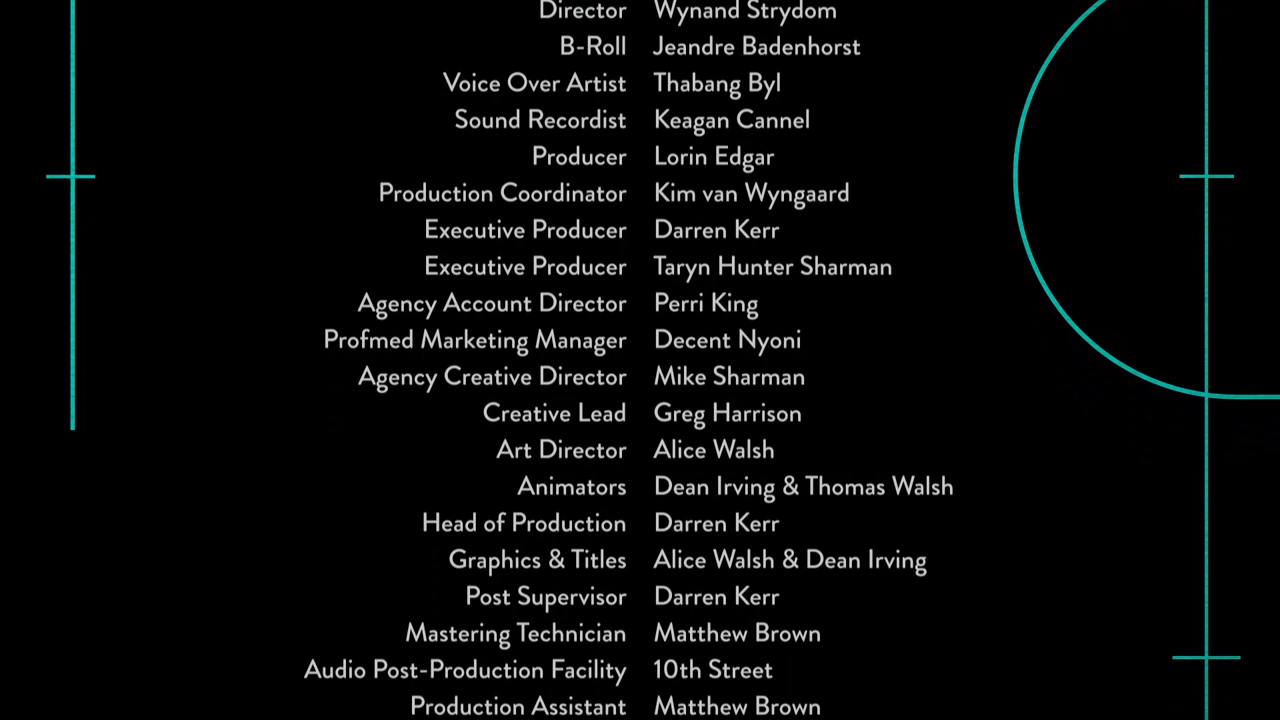 Director Wynand Strydom
B-Roll Jeandre Badenhorst
Voice Over Artist Thabang Byl
Sound Recordist Keagan Cannel
Producer Lorin Edgar
Production Coordinator Kim van Wyngaard
Executive Producer Darren Kerr
Executive Producer Taryn Hunter Sharman
Agency Account Director Perri King
Profmed Marketing Manager Decent Nyoni
Agency Creative Director Mike Sharman
Creative Lead Greg Harrison
Art Director Alice Walsh
Animators Dean Irving & Thomas Walsh
Head of Production Darren Kerr
Graphics & Titles Alice Walsh & Dean Irving
Post Supervisor Darren Kerr
Mastering Technician Matthew Brown
Audio Post-Production Facility 10th Street
Production Assistant Matthew Brown